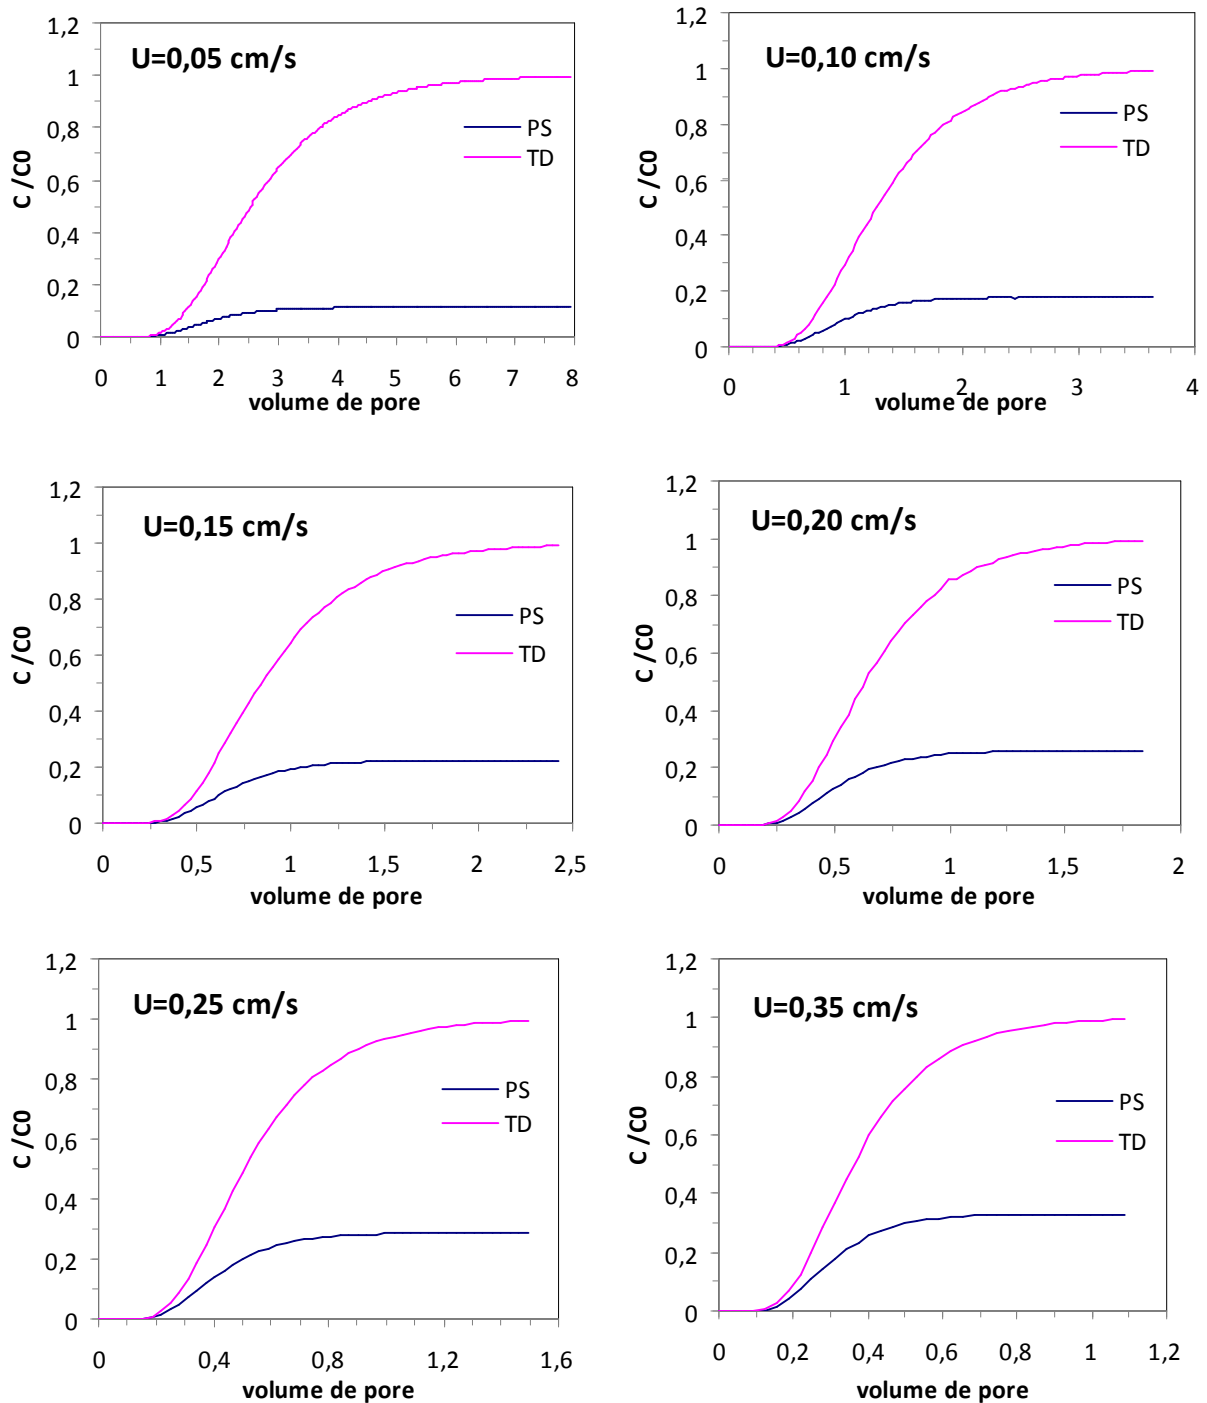 U=0,05 cm/s
1,2
1
0,8
0,6
0,4
0,2
0
C /C0
PS
TD
0 1 2 3 4 5 6 7 8
volume de pore
U=0,10 cm/s
1,2
1
0,8
0,6
0,4
0,2
0
C /C0
PS
TD
0 1 2 3 4
volume de pore
U=0,15 cm/s
1,2
1
0,8
0,6
0,4
0,2
0
C /C0
PS
TD
0 0,5 1 1,5 2 2,5
volume de pore
U=0,20 cm/s
1,2
1
0,8
0,6
0,4
0,2
0
C /C0
PS
TD
0 0,5 1 1,5 2
volume de pore
U=0,25 cm/s
1,2
1
0,8
0,6
0,4
0,2
0
C /C0
PS
TD
0 0,4 0,8 1,2 1,6
volume de pore
U=0,35 cm/s
1,2
1
0,8
0,6
0,4
0,2
0
C /C0
PS
TD
0 0,2 0,4 0,6 0,8 1 1,2
volume de pore